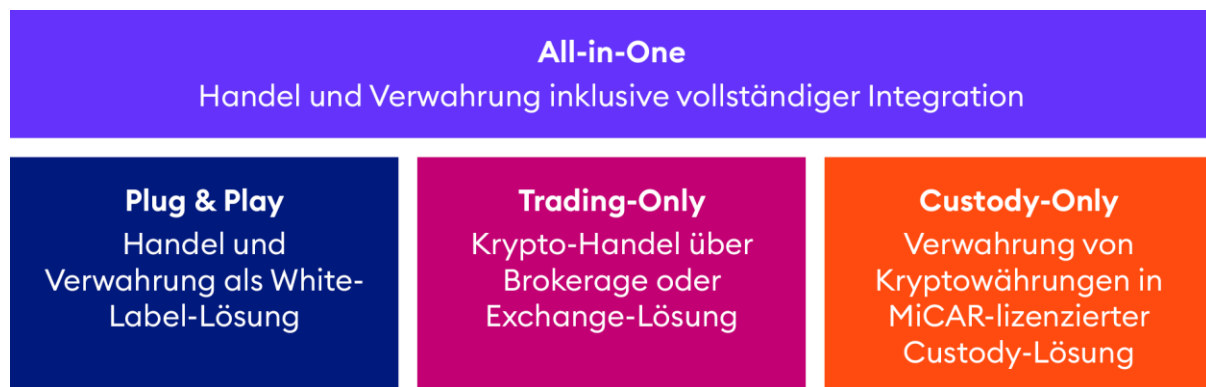 All-in-One
Handel und Verwahrung inklusive vollständiger Integration
Plug & Play
Handel und
Verwahrung als White-
Label-Lösung
Trading-Only
Krypto-Handel über
Brokerage oder
Exchange-Lösung
Custody-Only
Verwahrung von
Kryptowährungen in
MiCAR-lizenzierter
Custody-Lösung